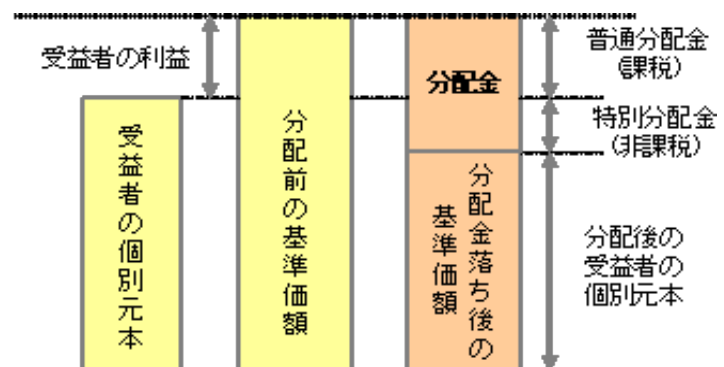 受益者の利益
受益者の個別元本
分配前の基準価額
分配金
分配金落ち後の
基準価額
普通分配金
(課税)
特別分配金
(非課税)
分配後の
受益者の
個別元本